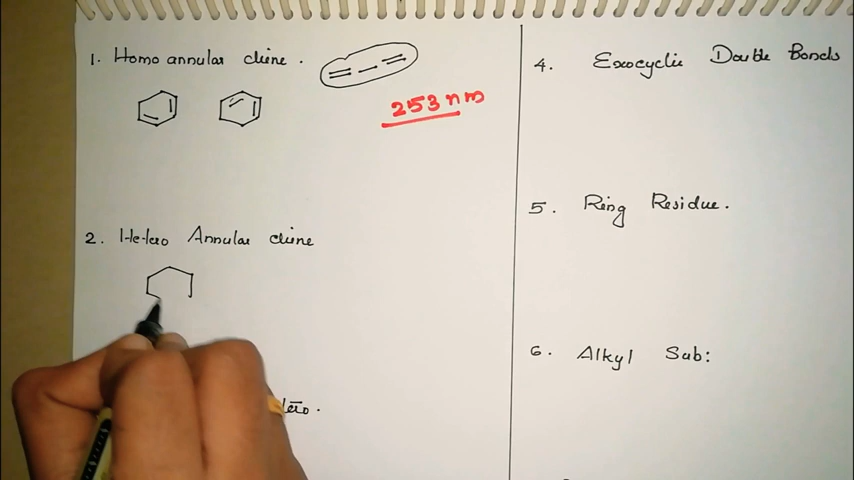 1. Homo annular diene.
253 nm
2. Hetero Annular diene
4. Exocyclic Double Bonds
5. Ring Residue.
6. Alkyl Sub: